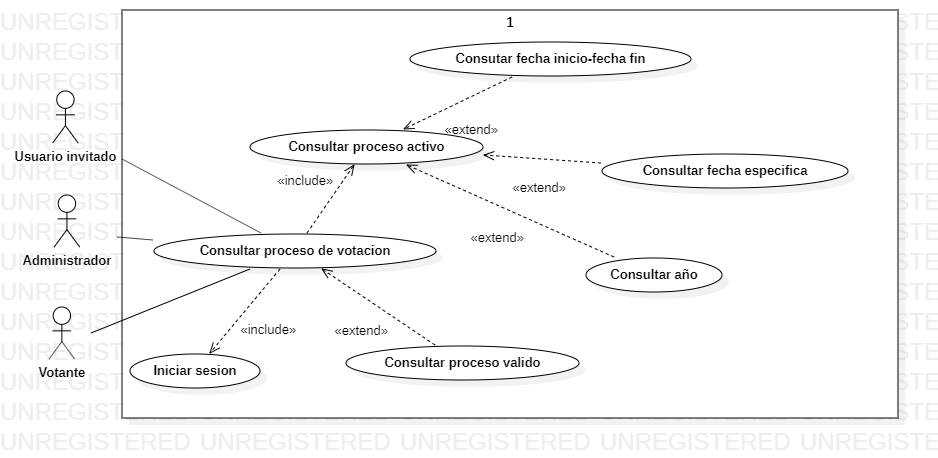 1
Consutar fecha inicio-fecha fin
«extend»
Usuario invitado
Consultar proceso activo
Consultar fecha especifica
«include»
«extend»
«extend»
Administrador
Consultar proceso de votacion
Consultar año
«include»
«extend»
Votante
Iniciar sesion
Consultar proceso valido
UNREGISTERED UNREGISTERED UNREGISTERED UNREGISTERED UNREGISTE